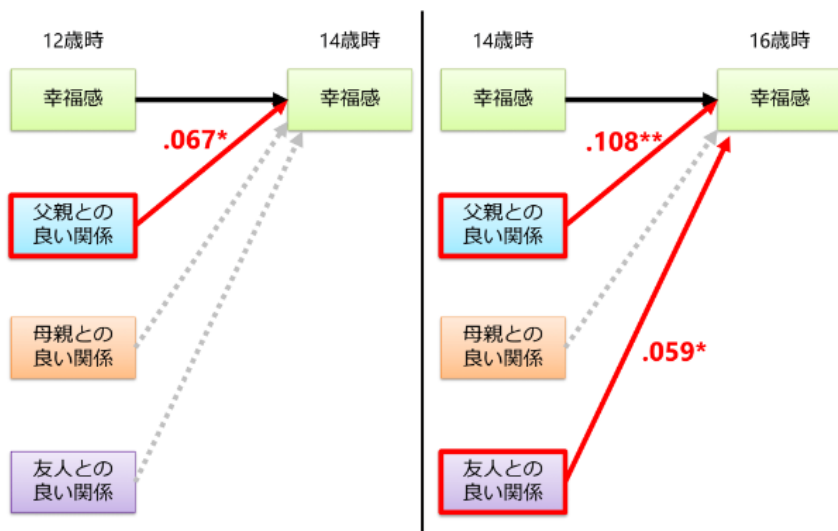 12歳時
14歳時
幸福感
幸福感
.067*
父親との
良い関係
母親との
良い関係
友人との
良い関係
14歳時
16歳時
幸福感
幸福感
.108**
父親との
良い関係
母親との
良い関係
.059*
友人との
良い関係